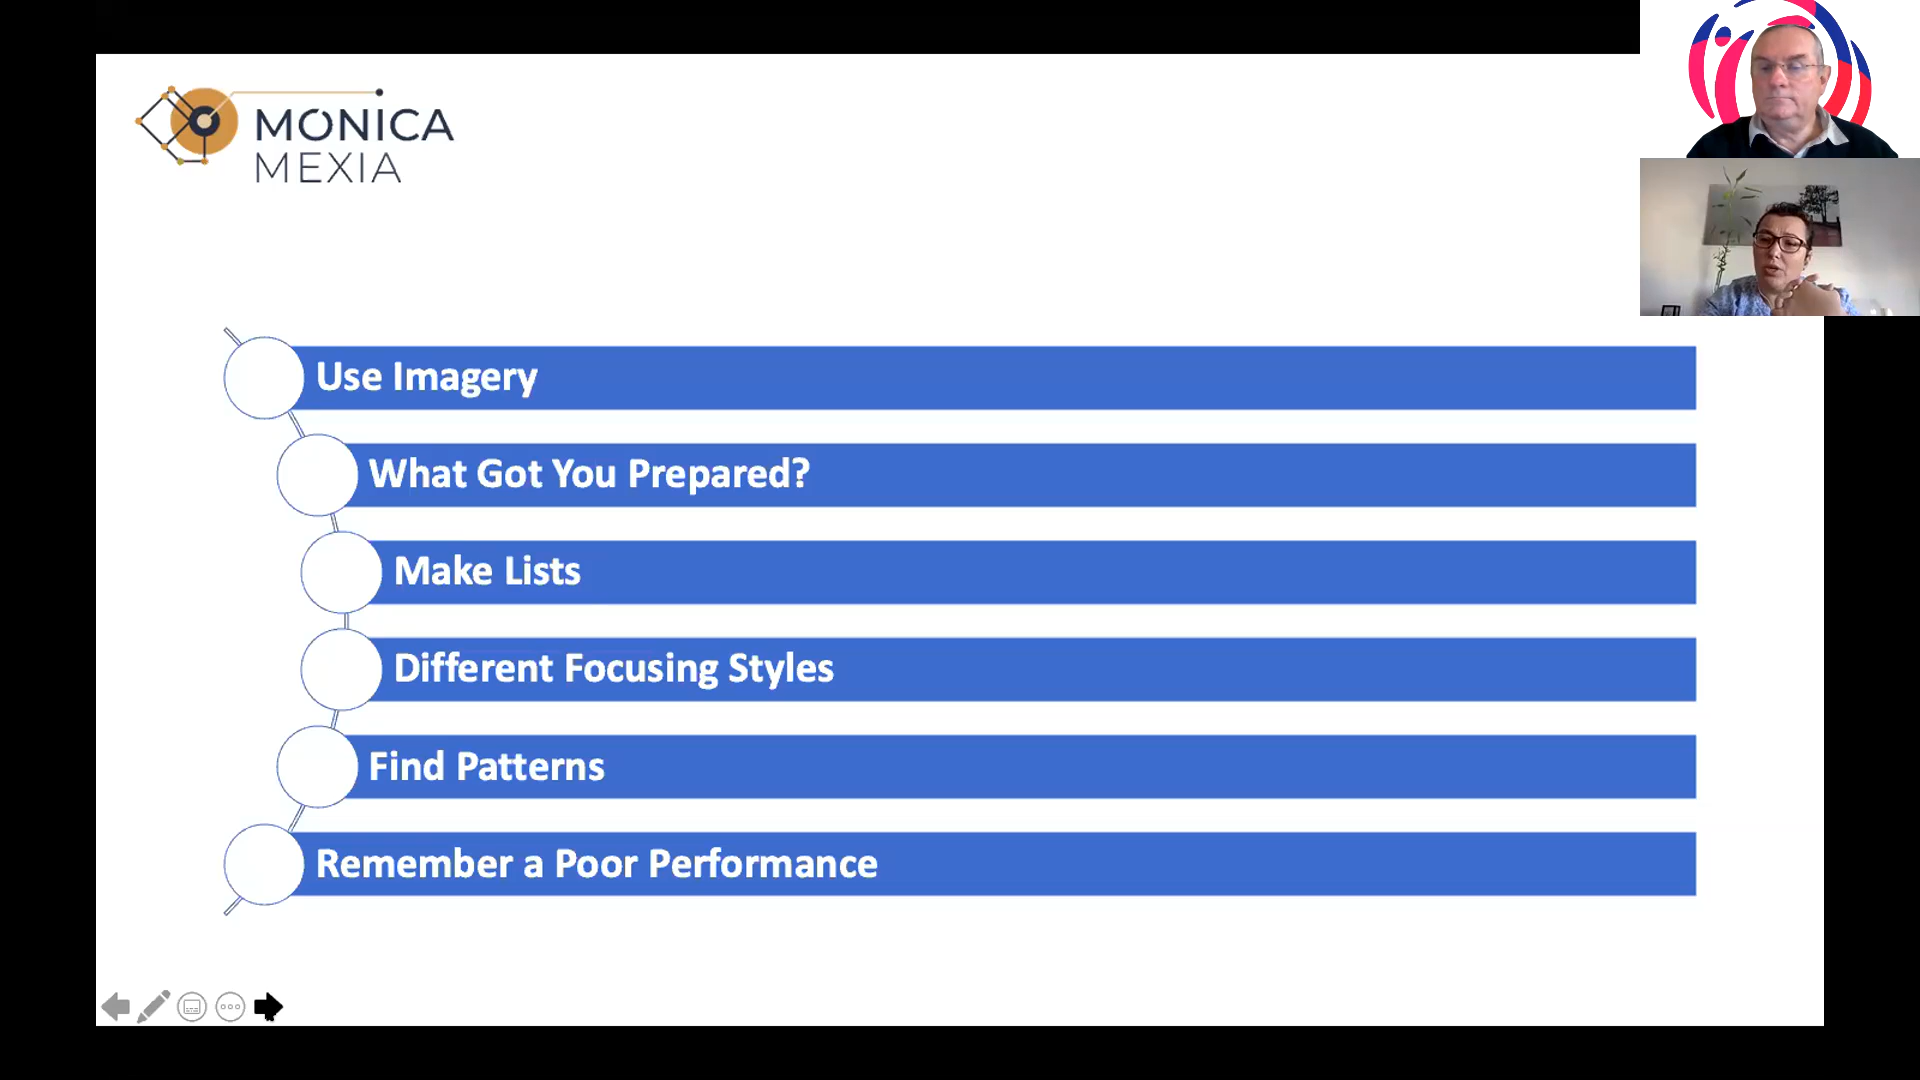 MONICA
MEXIA
Use Imagery
What Got You Prepared?
Make Lists
Different Focusing Styles
Find Patterns
Remember a Poor Performance